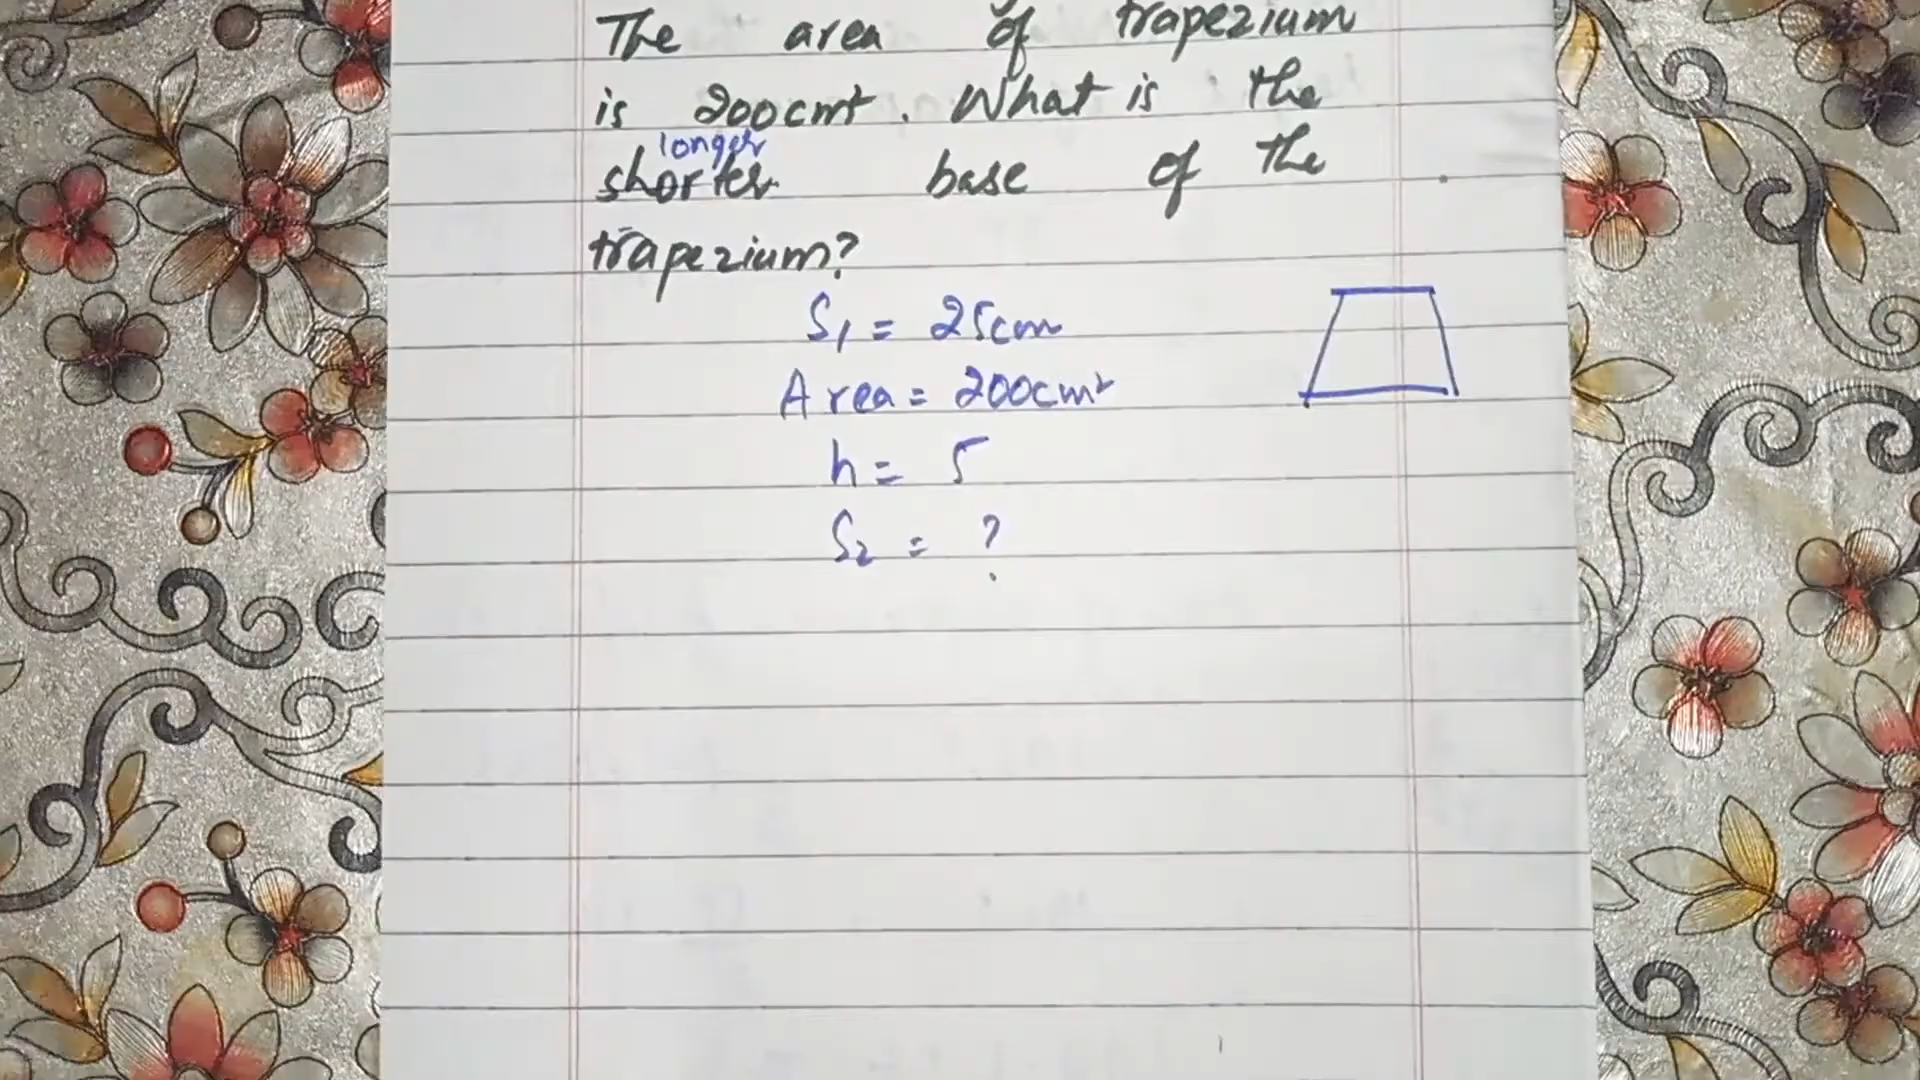 The area of trapezium
is 200cm². What is the
longer
shorter base of the
trapezium?
S₁ = 25cm
Area = 200cm²
h = 5
S₂ = ?